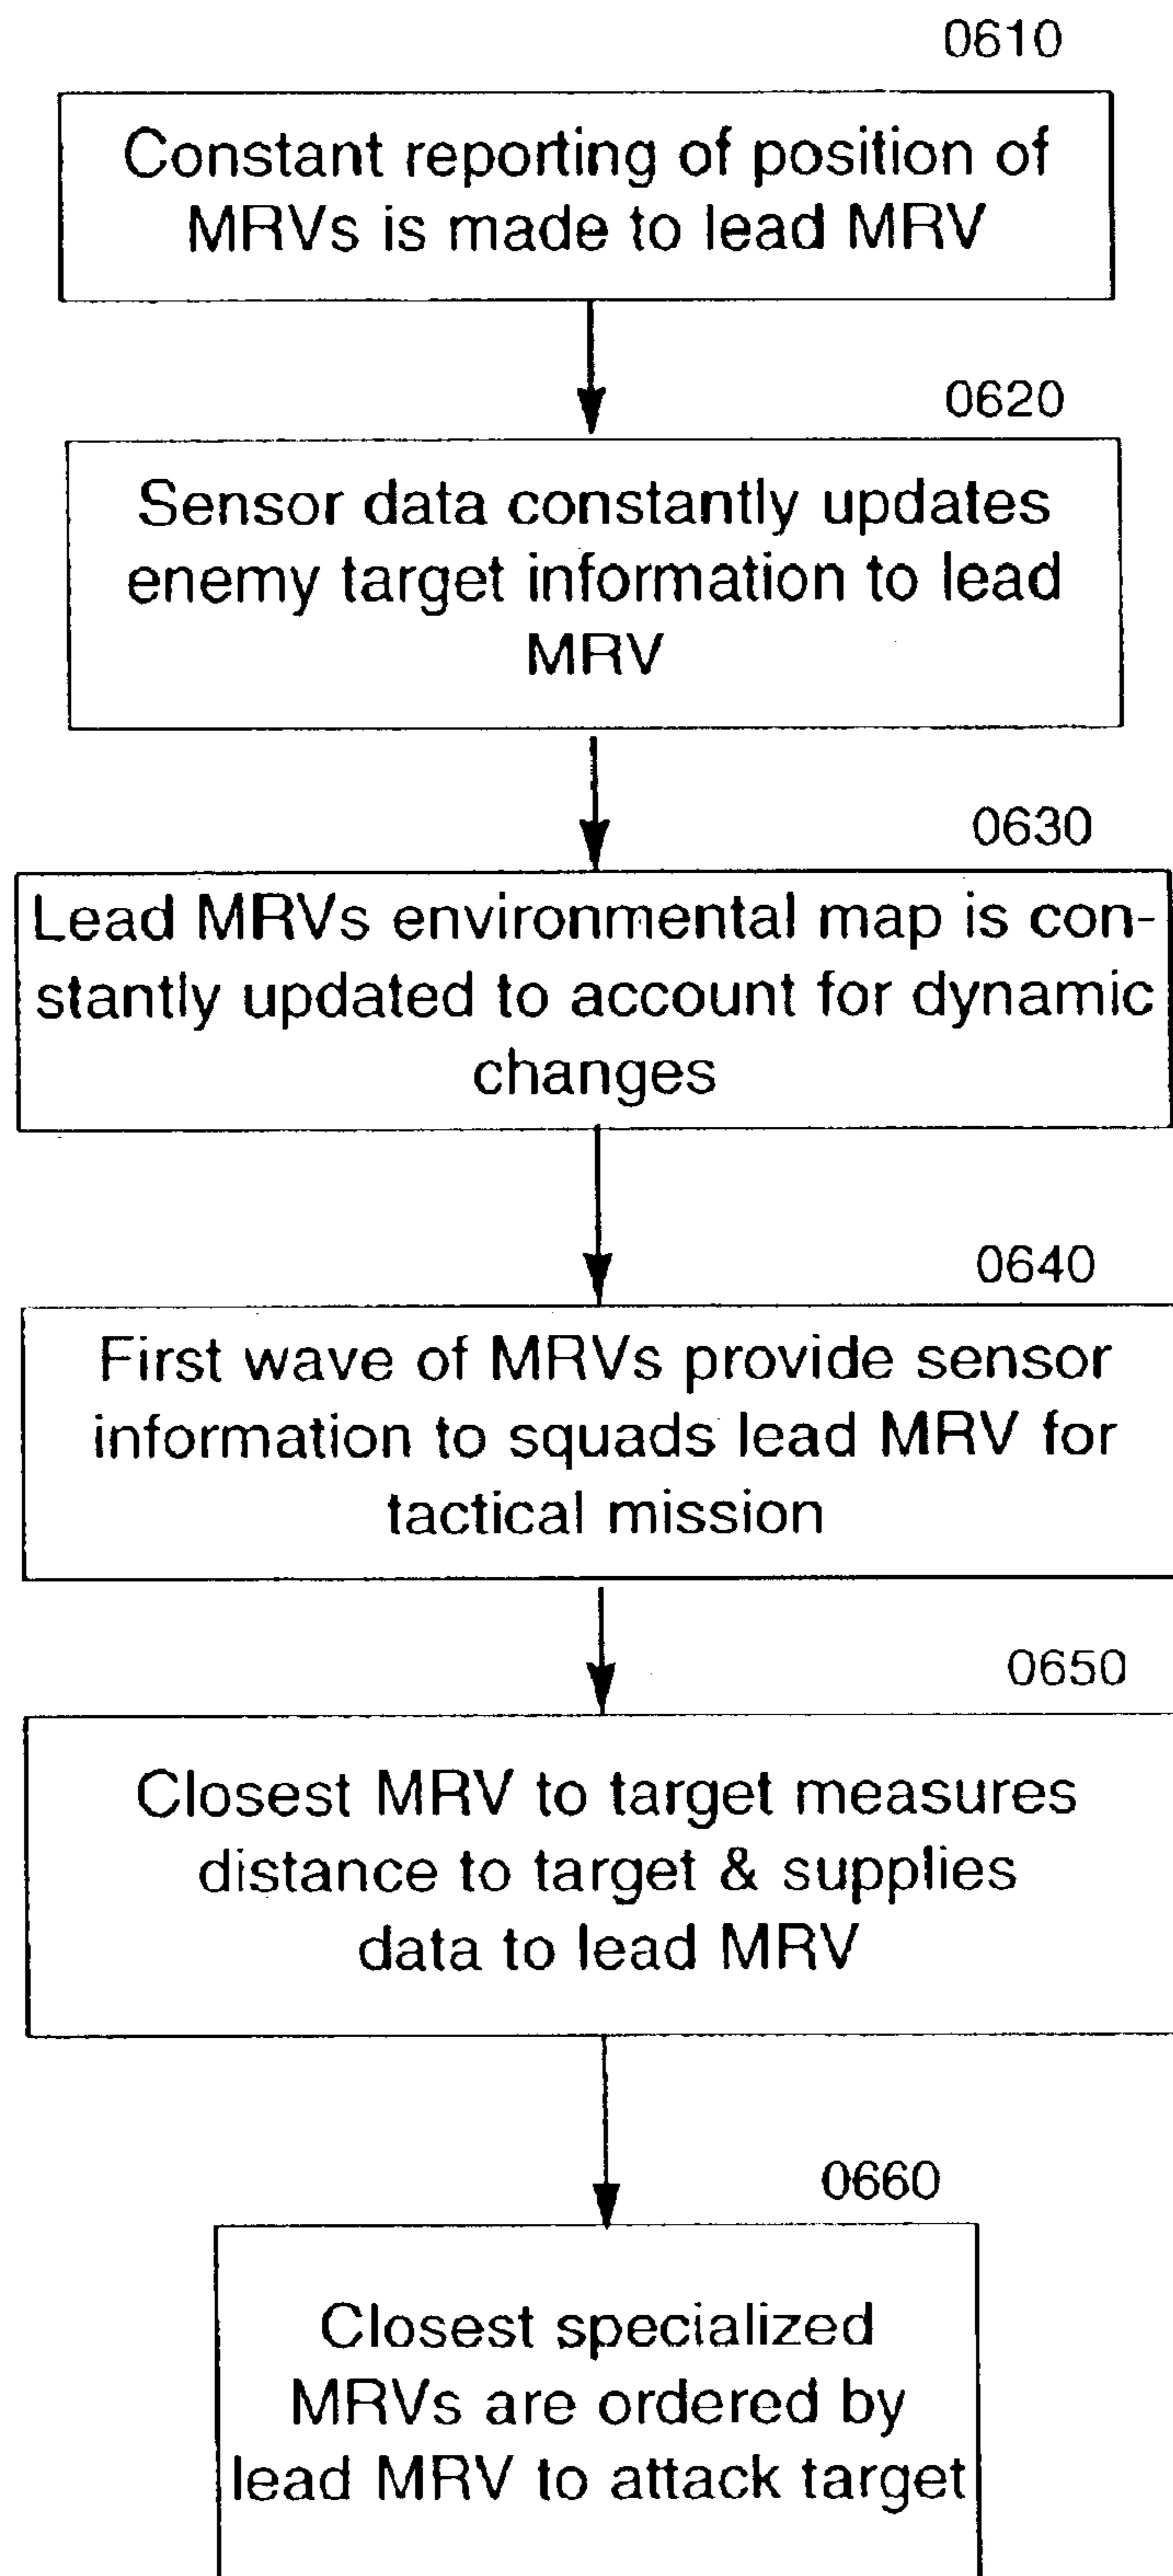 0610
Constant reporting of position of
MRVs is made to lead MRV
0620
Sensor data constantly updates
enemy target information to lead
MRV
0630
Lead MRVs environmental map is con-
stantly updated to account for dynamic
changes
0640
First wave of MRVs provide sensor
information to squads lead MRV for
tactical mission
0650
Closest MRV to target measures
distance to target & supplies
data to lead MRV
0660
Closest specialized
MRVs are ordered by
lead MRV to attack target